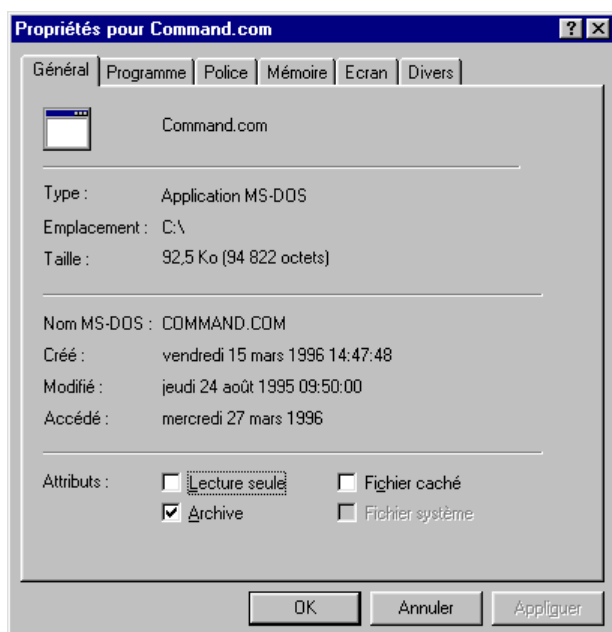 Propriétés pour Command.com
Général Programme Police Mémoire Ecran Divers
Command.com
Type : Application MS-DOS
Emplacement : C:\
Taille : 92,5 Ko (94 822 octets)
Nom MS-DOS : COMMAND.COM
Créé : vendredi 15 mars 1996 14:47:48
Modifié : jeudi 24 août 1995 09:50:00
Accédé : mercredi 27 mars 1996
Attributs : Lecture seule Fichier caché
Archive Fichier système
OK Annuler Appliguer